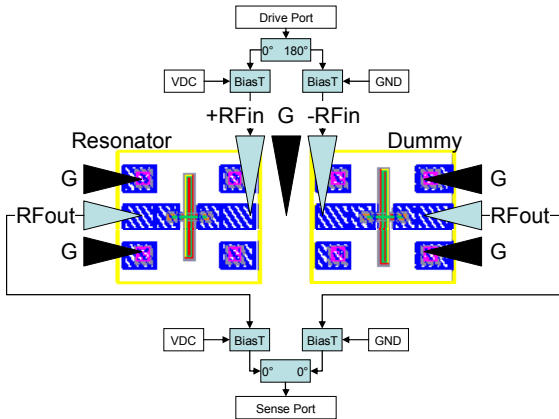 Drive Port
0° 180°
VDC BiasT BiasT GND
+RFin G -RFin
Resonator Dummy
G G
RFout RFout
G G
VDC BiasT BiasT GND
0° 0°
Sense Port